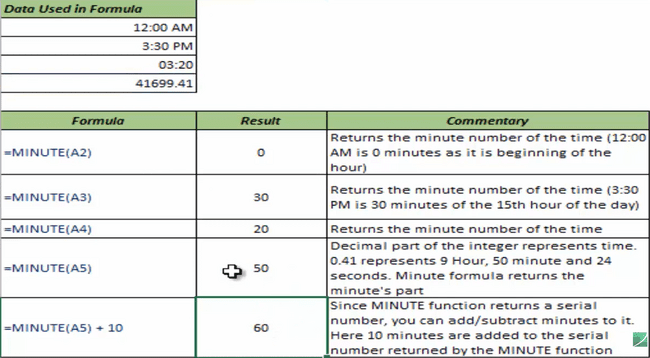 Data Used in Formula
12:00 AM
3:30 PM
03:20
41699.41
Formula Result Commentary
=MINUTE(A2) 0 Returns the minute number of the time (12:00
AM is 0 minutes as it is beginning of the
hour)
=MINUTE(A3) 30 Returns the minute number of the time (3:30
PM is 30 minutes of the 15th hour of the day)
=MINUTE(A4) 20 Returns the minute number of the time
=MINUTE(A5) 50 Decimal part of the integer represents time.
0.41 represents 9 Hour, 50 minute and 24
seconds. Minute formula returns the
minute's part
=MINUTE(A5) + 10 60 Since MINUTE function returns a serial
number, you can add/subtract minutes to it.
Here 10 minutes are added to the serial
number returned by the MINUTE function